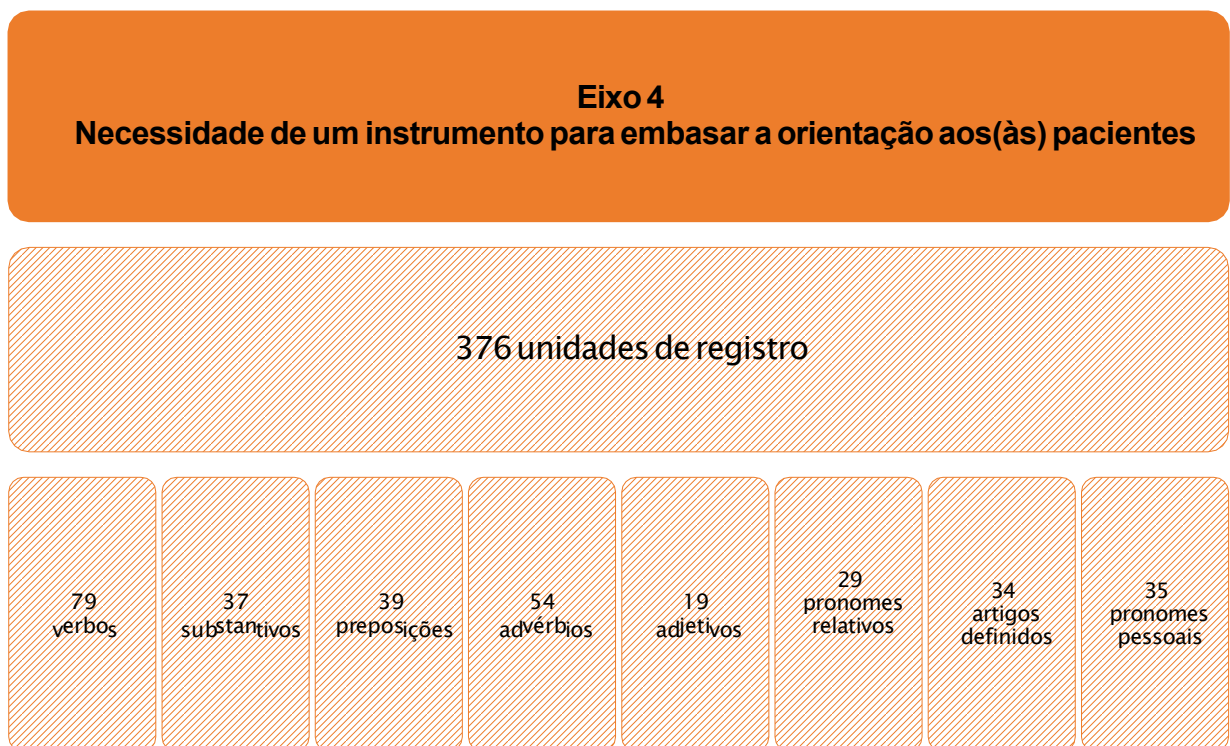 Eixo 4
Necessidade de um instrumento para embasar a orientação aos(às) pacientes
376 unidades de registro
79
verbos
37
substantivos
39
preposições
54
advérbios
19
adjetivos
29
pronomes
relativos
34
artigos
definidos
35
pronomes
pessoais